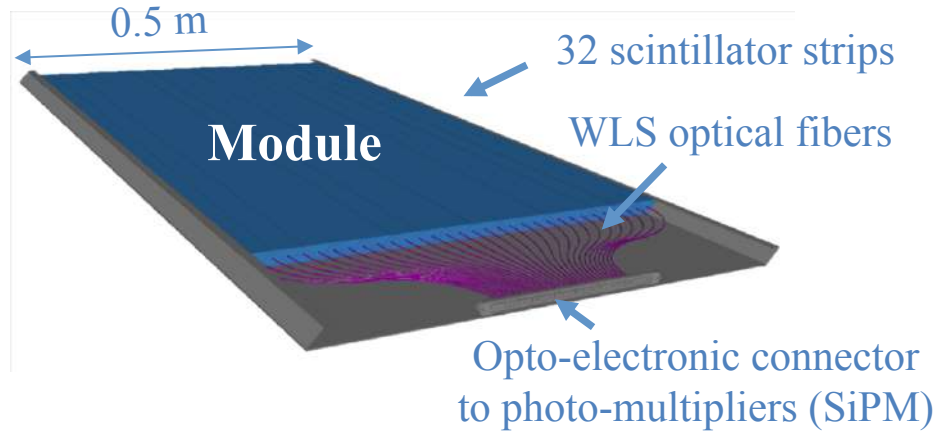 0.5 m
32 scintillator strips
WLS optical fibers
Module
Opto-electronic connector
to photo-multipliers (SiPM)